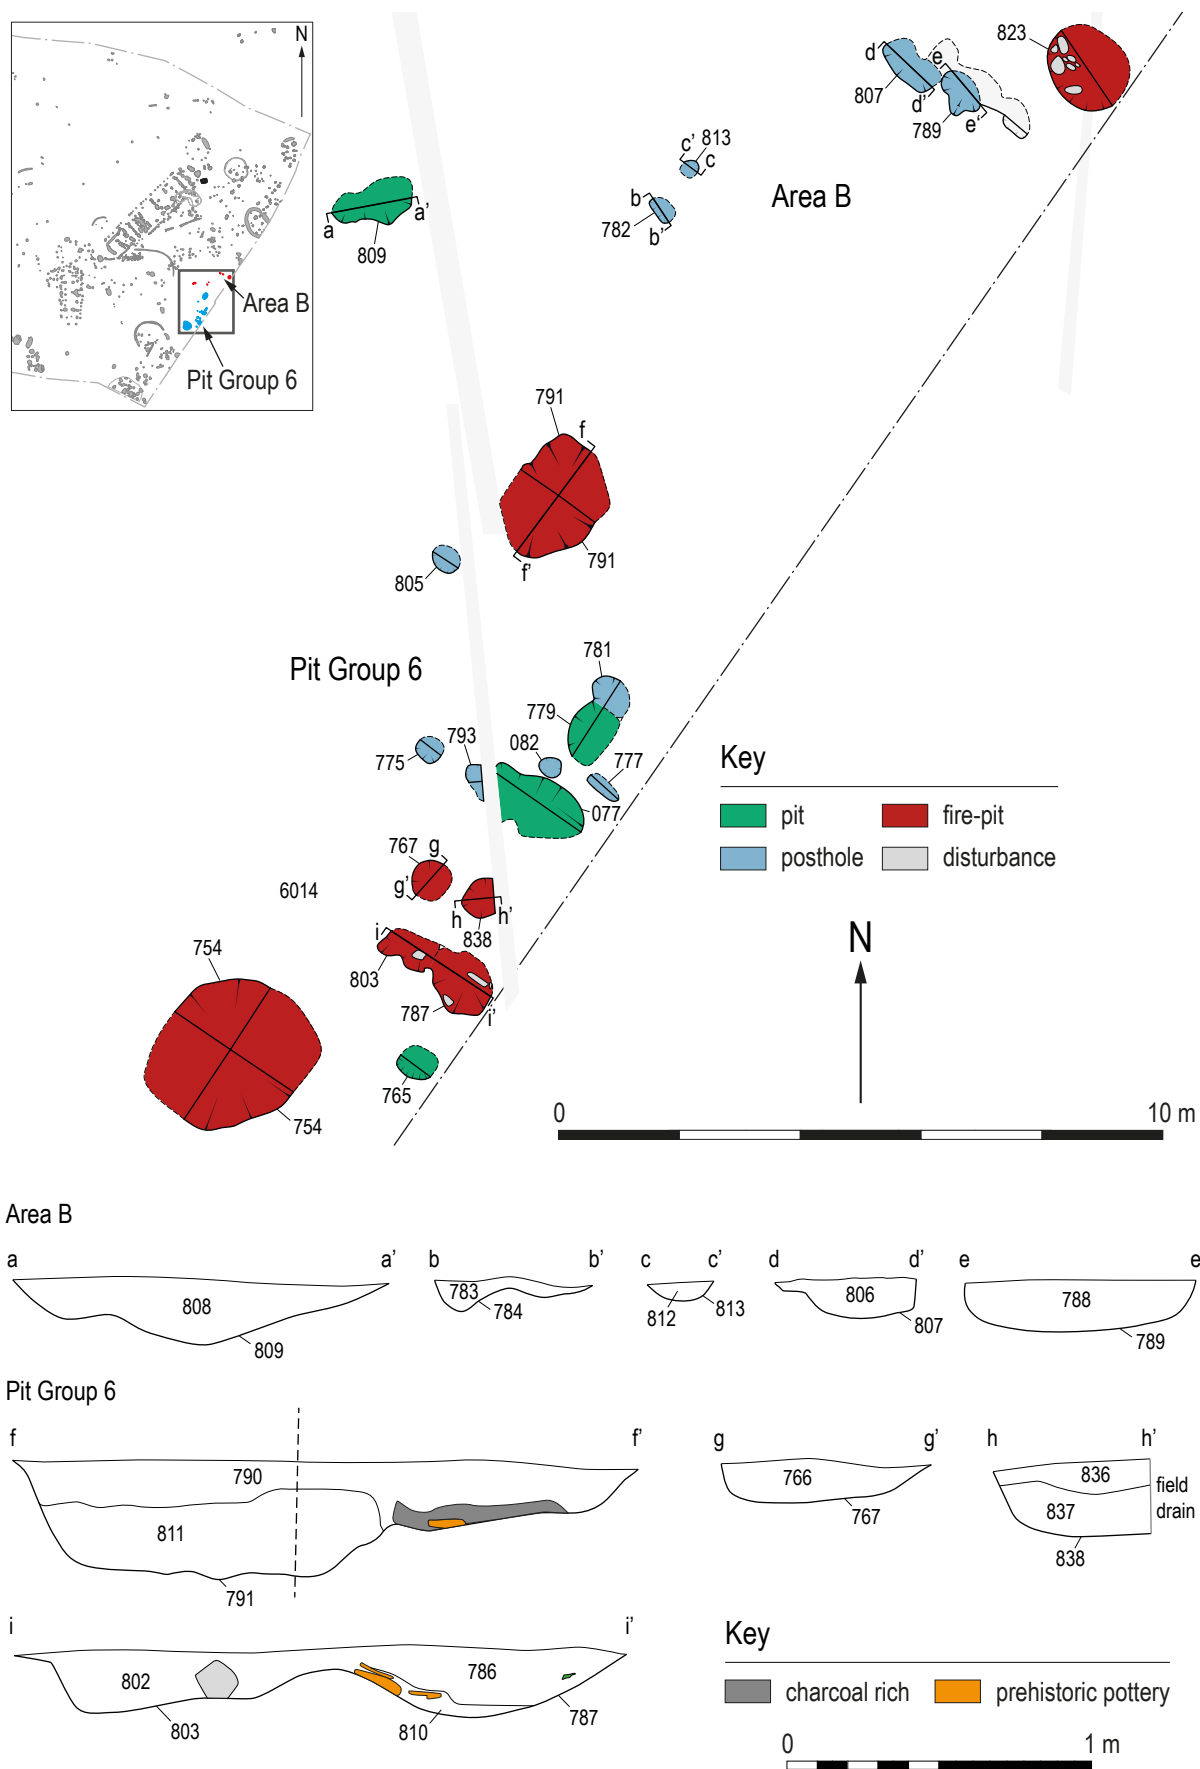 N
Area B
Pit Group 6
d
e
823
807
d'
789
e'
c'
813
c
b
782
b'
Area B
a
a'
809
791
f
805
f'
791
Pit Group 6
781
779
793
082
777
775
077
Key
pit
fire-pit
posthole
disturbance
767
g
g'
6014
h
h'
838
i
803
754
787
i'
765
754
N
0
10 m
Area B
a
a'
b
b'
c
c'
d
d'
e
e
808
809
783
784
812
813
806
807
788
789
Pit Group 6
f
f'
g
g'
h
h'
790
811
791
766
767
836
837
838
field
drain
i
i'
802
803
786
810
787
Key
charcoal rich
prehistoric pottery
0
1 m